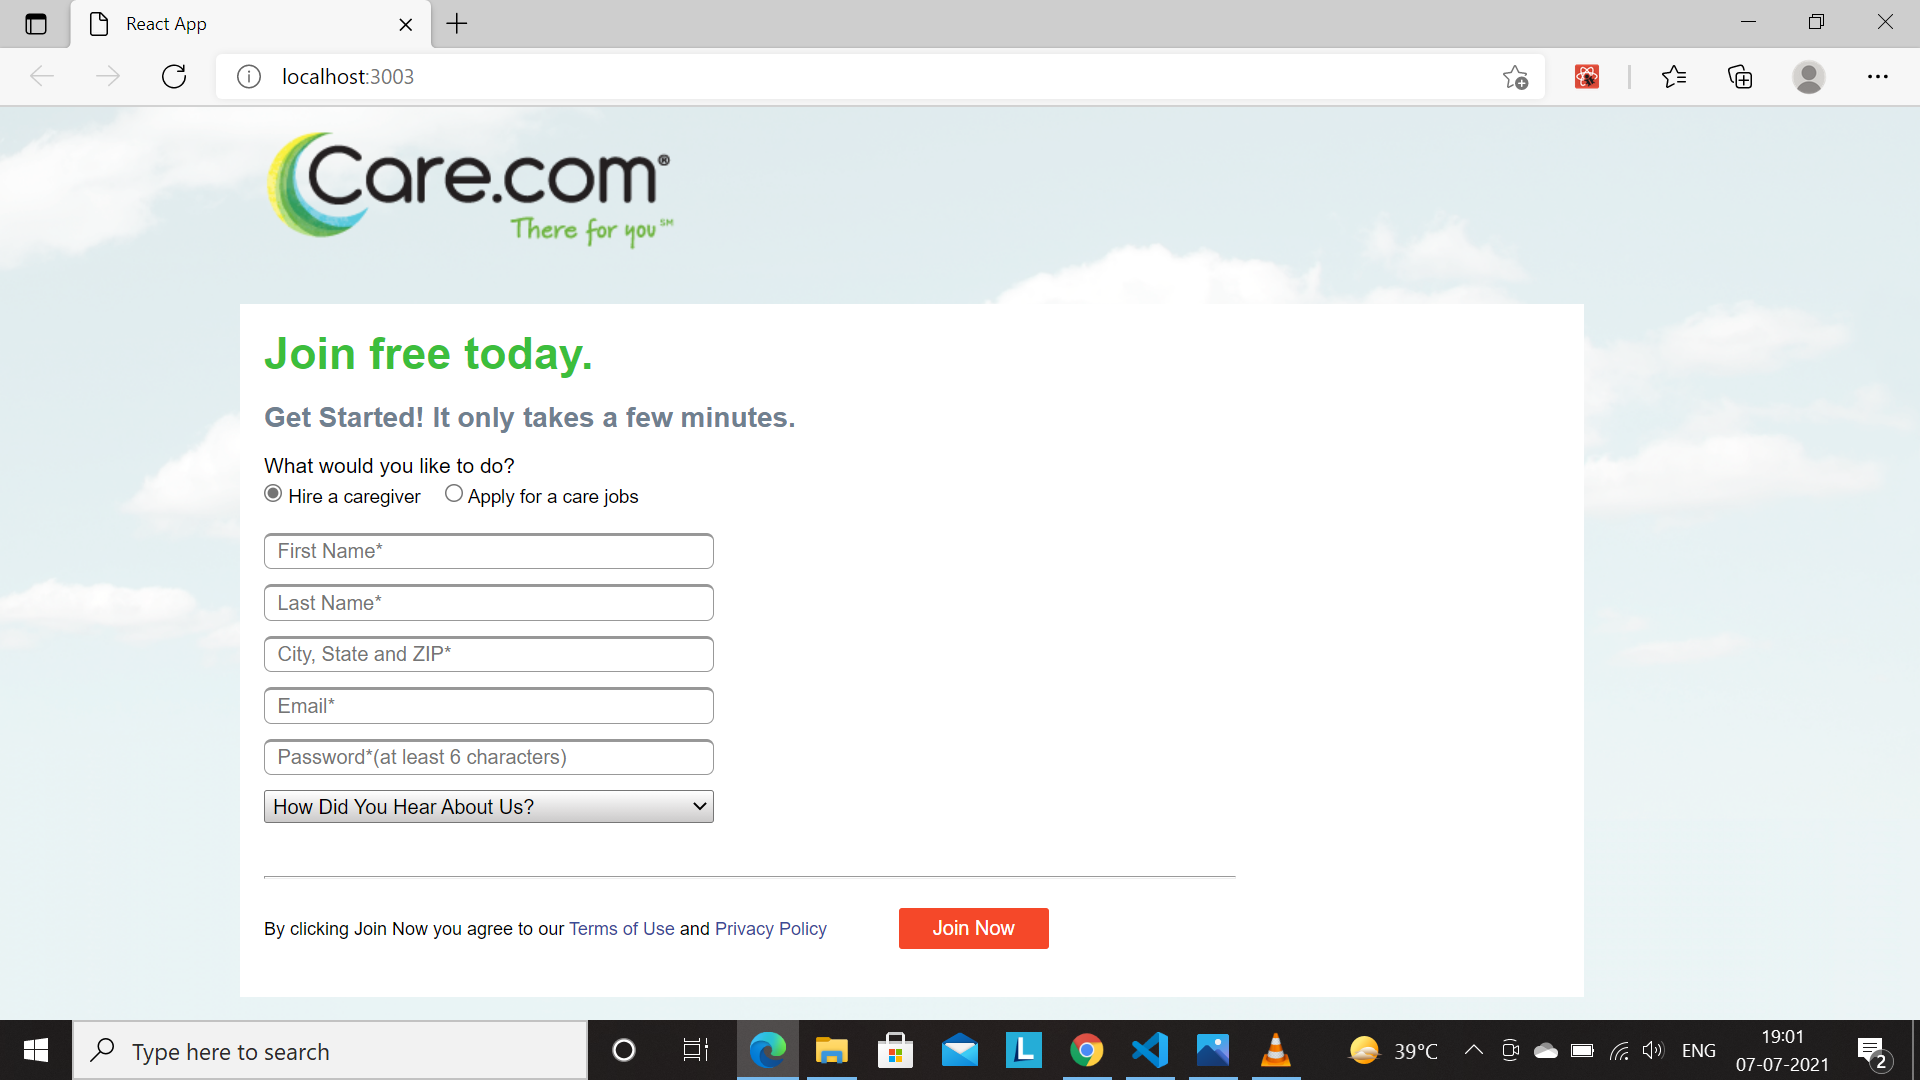 React App
localhost:3003
Care.com®
There for you℠
Join free today.
Get Started! It only takes a few minutes.
What would you like to do?
Hire a caregiver Apply for a care jobs
First Name*
Last Name*
City, State and ZIP*
Email*
Password*(at least 6 characters)
How Did You Hear About Us?
By clicking Join Now you agree to our Terms of Use and Privacy Policy Join Now
Type here to search
L
39°C
ENG
19:01
07-07-2021
2